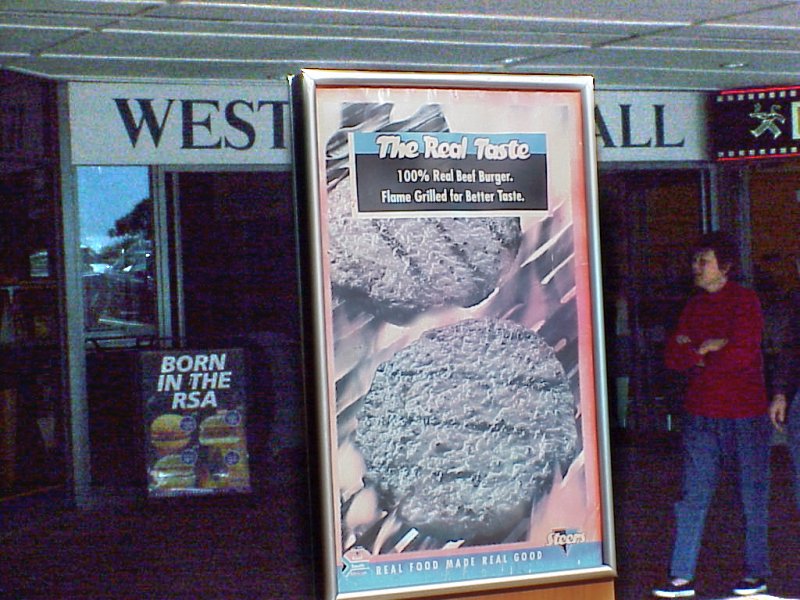 WEST
ALL
The Real Taste
100% Real Beef Burger.
Flame Grilled for Better Taste.
BORN
IN THE
RSA
Steers
REAL FOOD MADE REAL GOOD